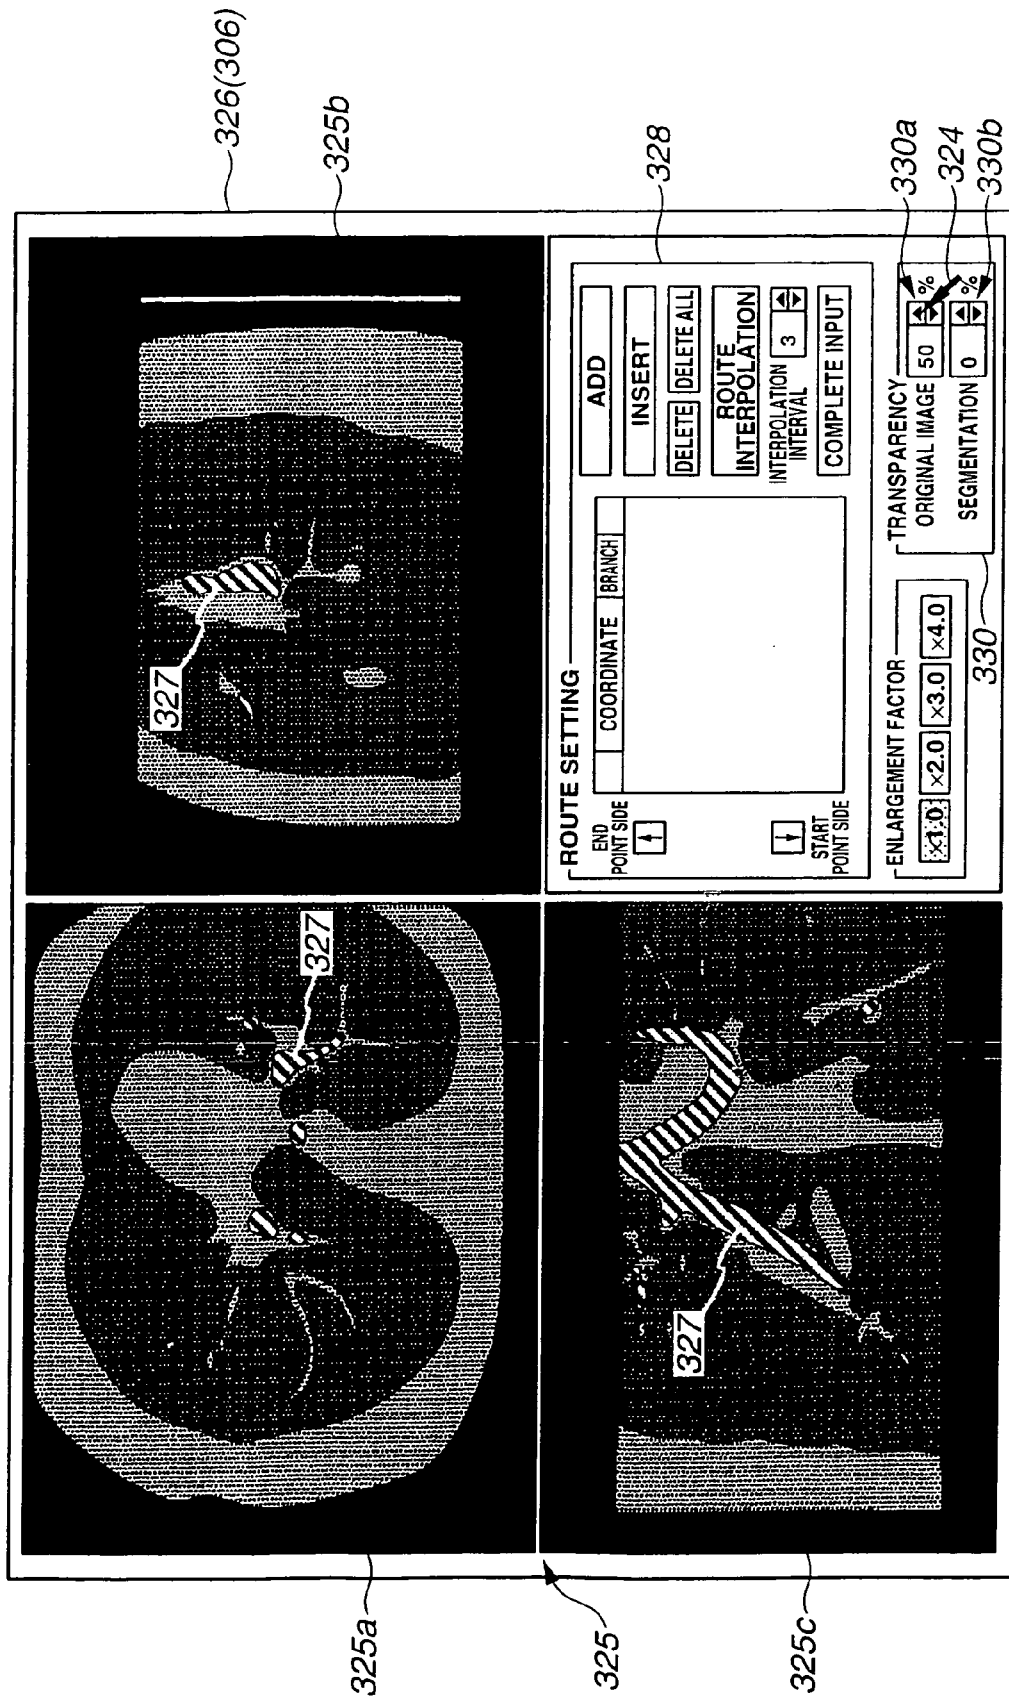 326(306)
325b
327
325a
327
325
325c
327
328
ROUTE SETTING
END
POINT SIDE
COORDINATE
BRANCH
START
POINT SIDE
ADD
INSERT
DELETE
DELETE ALL
ROUTE
INTERPOLATION
INTERPOLATION
INTERVAL
3
COMPLETE INPUT
ENLARGEMENT FACTOR
×1.0
×2.0
×3.0
×4.0
330
TRANSPARENCY
ORIGINAL IMAGE
50
%
SEGMENTATION
0
%
330a
324
330b